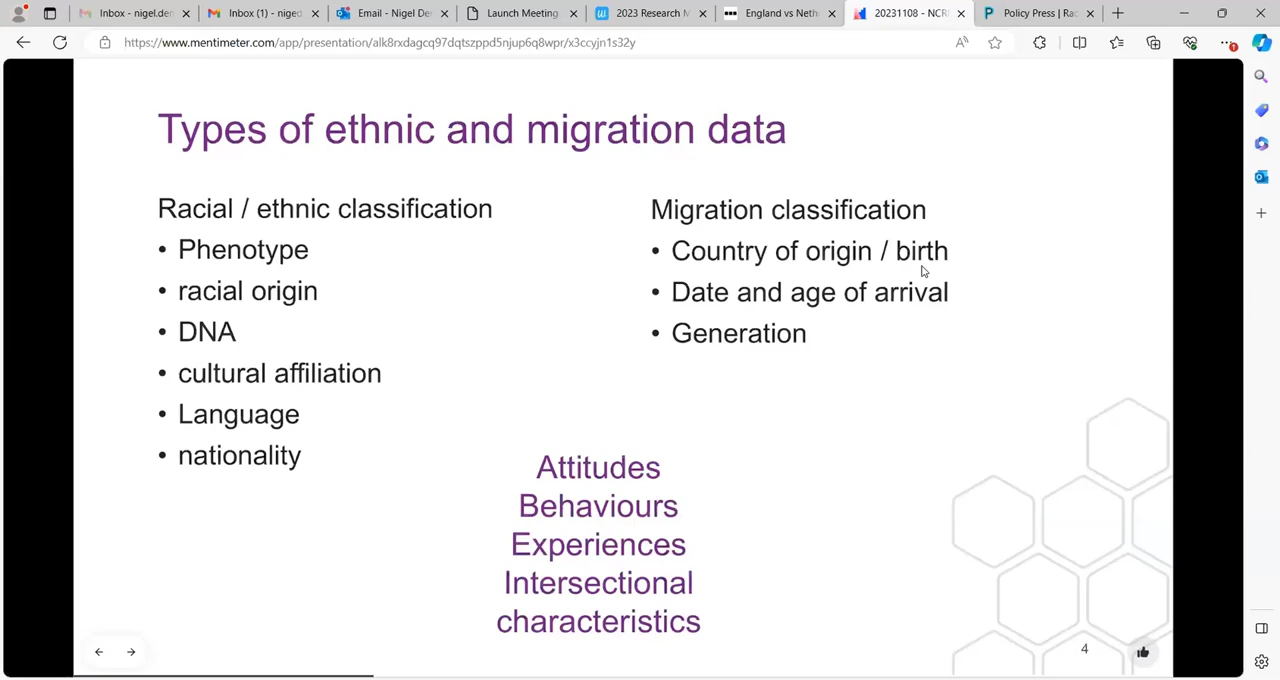 Inbox - nigel.den
Inbox (1) - niged
Email - Nigel De
Launch Meeting
2023 Research M
England vs Neth
20231108 - NCRI
Policy Press | Rac
https://www.mentimeter.com/app/presentation/alk8rxdagcq97dqtszppd5njup6q8wpr/x3ccyjn1s32y
Types of ethnic and migration data
Racial / ethnic classification
• Phenotype
• racial origin
• DNA
• cultural affiliation
• Language
• nationality
Migration classification
• Country of origin / birth
• Date and age of arrival
• Generation
Attitudes
Behaviours
Experiences
Intersectional
characteristics
4